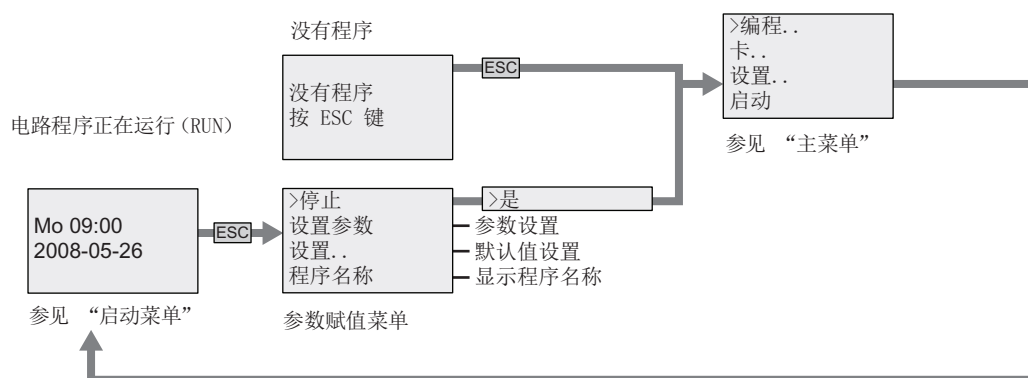 没有程序
ESC
没有程序
按 ESC 键
>编程..
卡..
设置..
启动
参见 “主菜单”
电路程序正在运行(RUN)
Mo 09:00
2008-05-26
ESC
>停止
设置参数
设置..
程序名称
>是
参数设置
默认值设置
显示程序名称
参见 “启动菜单”
参数赋值菜单